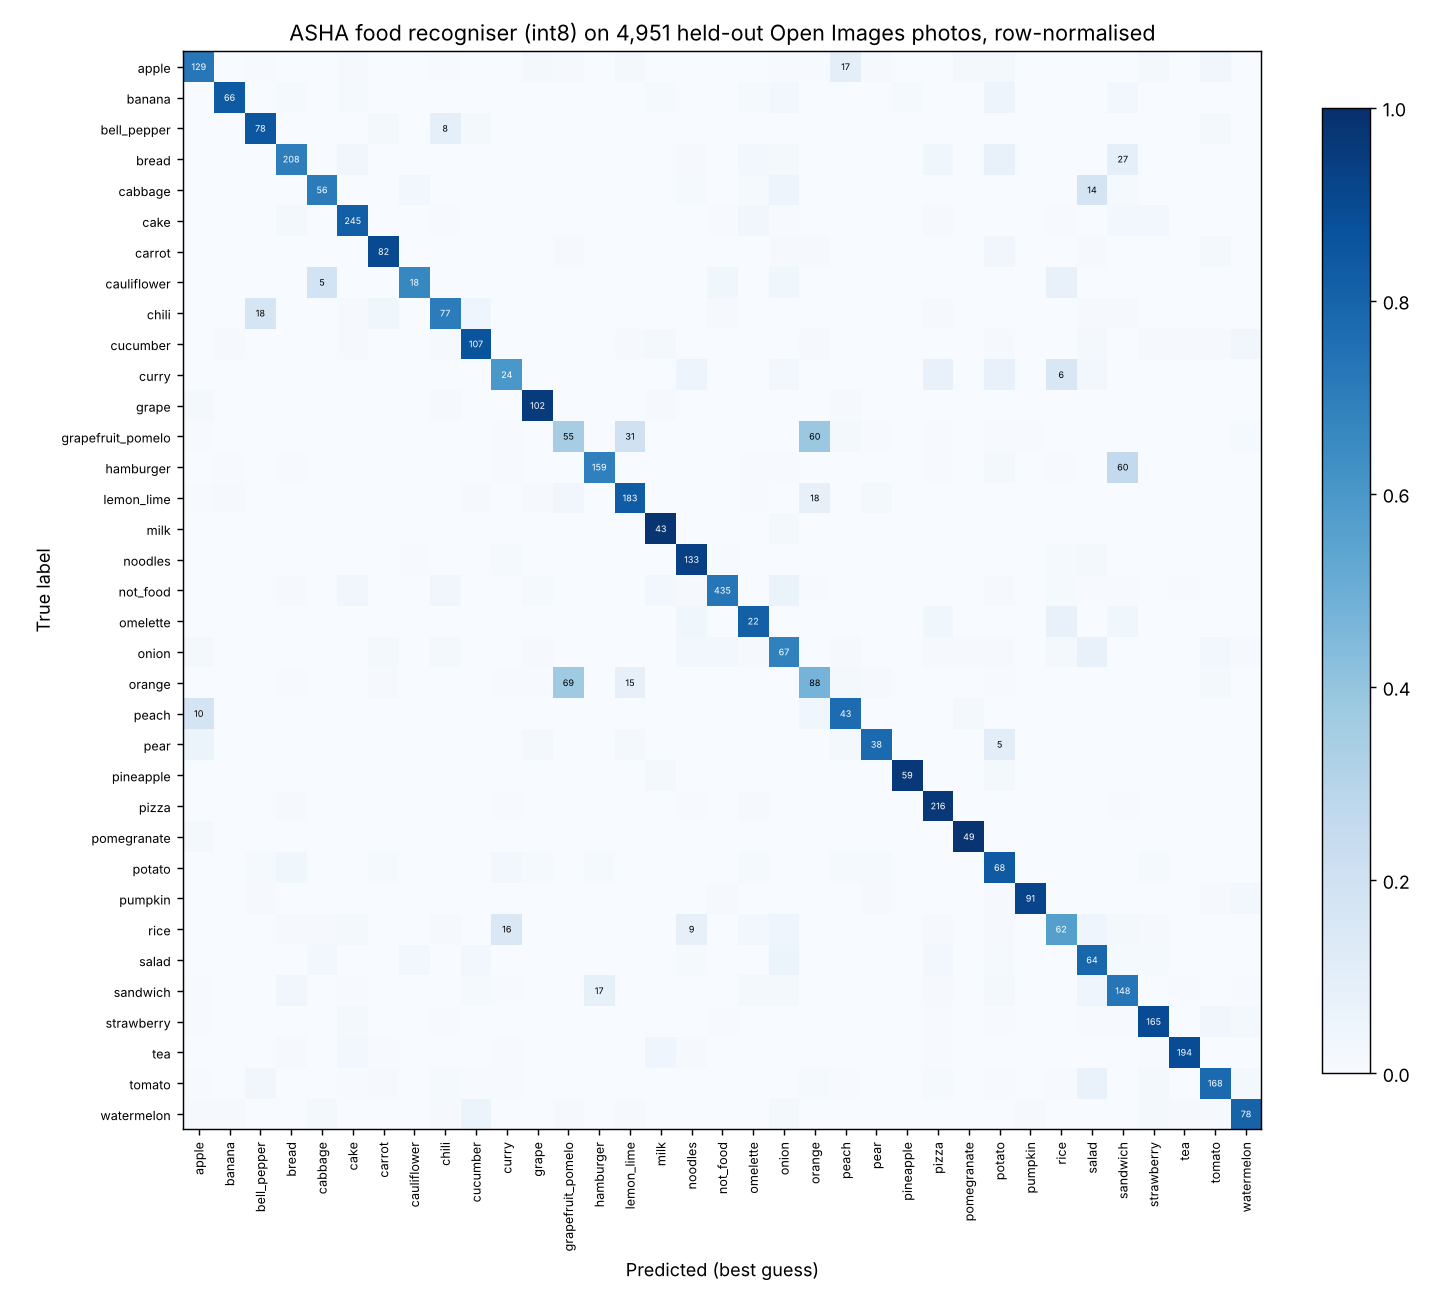 ASHA food recogniser (int8) on 4,951 held-out Open Images photos, row-normalised
True label
apple 129 17
banana 66
bell_pepper 78 8
bread 208 27
cabbage 56 14
cake 245
carrot 82
cauliflower 5 18
chili 18 77
cucumber 107
curry 24 6
grape 102
grapefruit_pomelo 55 31 60
hamburger 159 60
lemon_lime 183 18
milk 43
noodles 133
not_food 435
omelette 22
onion 67
orange 69 15 88
peach 10 43
pear 38 5
pineapple 59
pizza 216
pomegranate 49
potato 68
pumpkin 91
rice 16 9 62
salad 64
sandwich 17 148
strawberry 165
tea 194
tomato 168
watermelon 78
apple
banana
bell_pepper
bread
cabbage
cake
carrot
cauliflower
chili
cucumber
curry
grape
grapefruit_pomelo
hamburger
lemon_lime
milk
noodles
not_food
omelette
onion
orange
peach
pear
pineapple
pizza
pomegranate
potato
pumpkin
rice
salad
sandwich
strawberry
tea
tomato
watermelon
Predicted (best guess)
1.0
0.8
0.6
0.4
0.2
0.0